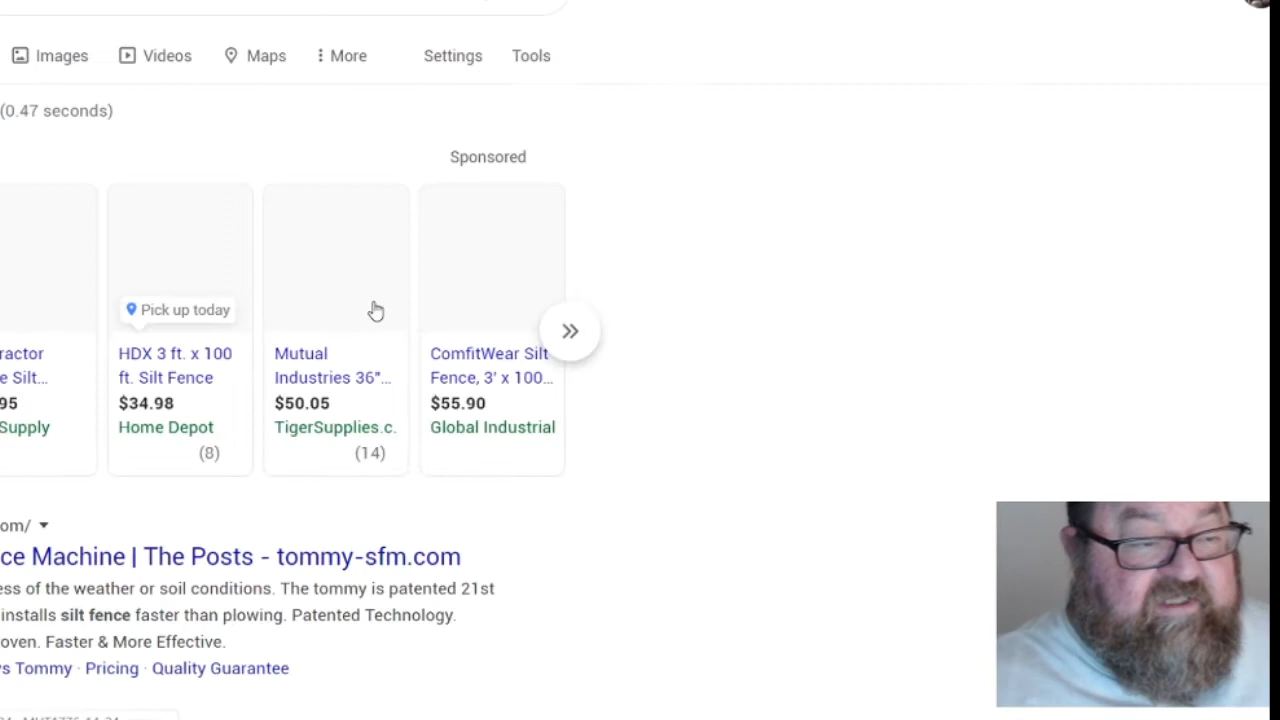 Images
Videos
Maps
More
Settings
Tools
(0.47 seconds)
Sponsored
ractor
e Silt...
95
Supply
Pick up today
HDX 3 ft. x 100
ft. Silt Fence
$34.98
Home Depot
(8)
Mutual
Industries 36"...
$50.05
TigerSupplies.c.
(14)
ComfitWear Silt
Fence, 3' x 100...
$55.90
Global Industrial
om/
ce Machine | The Posts - tommy-sfm.com
ess of the weather or soil conditions. The tommy is patented 21st
installs silt fence faster than plowing. Patented Technology.
oven. Faster & More Effective.
ys Tommy · Pricing · Quality Guarantee